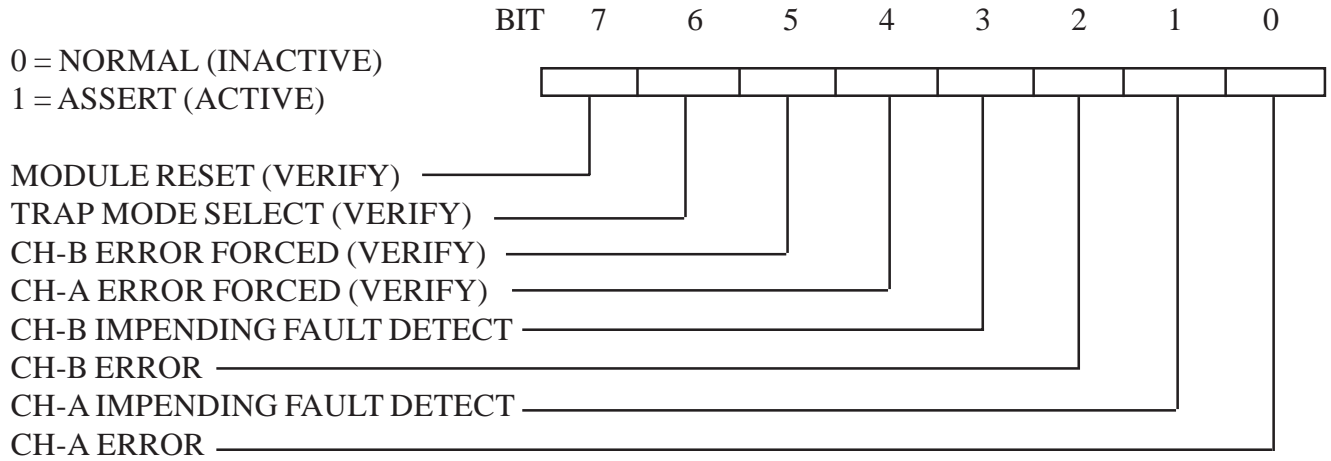 BIT 7 6 5 4 3 2 1 0
0 = NORMAL (INACTIVE)
1 = ASSERT (ACTIVE)
MODULE RESET (VERIFY)
TRAP MODE SELECT (VERIFY)
CH-B ERROR FORCED (VERIFY)
CH-A ERROR FORCED (VERIFY)
CH-B IMPENDING FAULT DETECT
CH-B ERROR
CH-A IMPENDING FAULT DETECT
CH-A ERROR